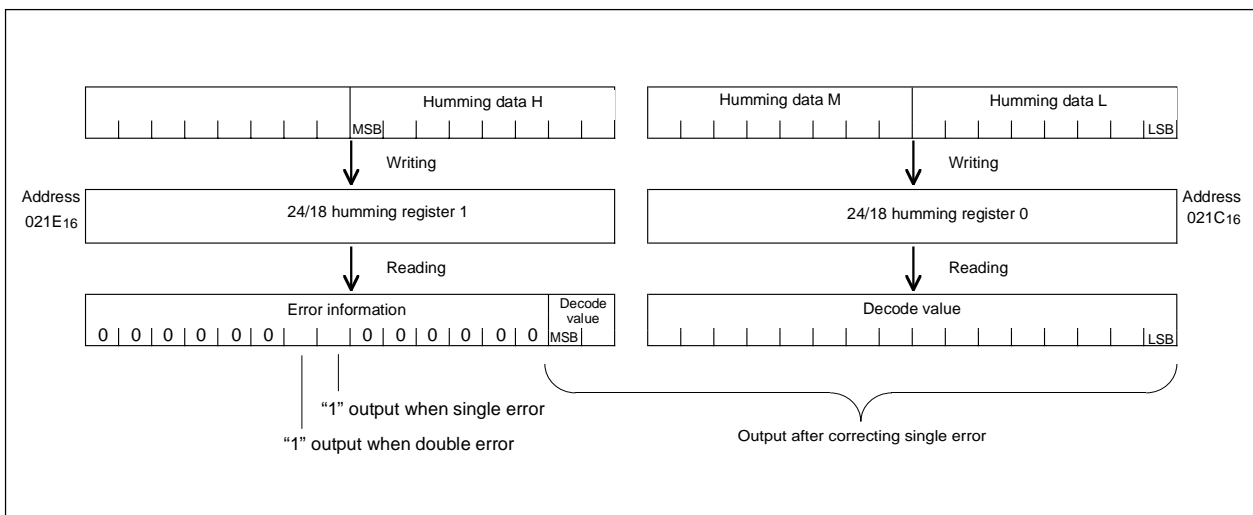 Humming data H
Humming data M
Humming data L
MSB
LSB
Writing
Writing
Address
021E16
24/18 humming register 1
24/18 humming register 0
Address
021C16
Reading
Reading
Error information
Decode
value
Decode value
0 0 0 0 0 0 0 0 0 0 0 0 MSB
LSB
“1” output when single error
“1” output when double error
Output after correcting single error